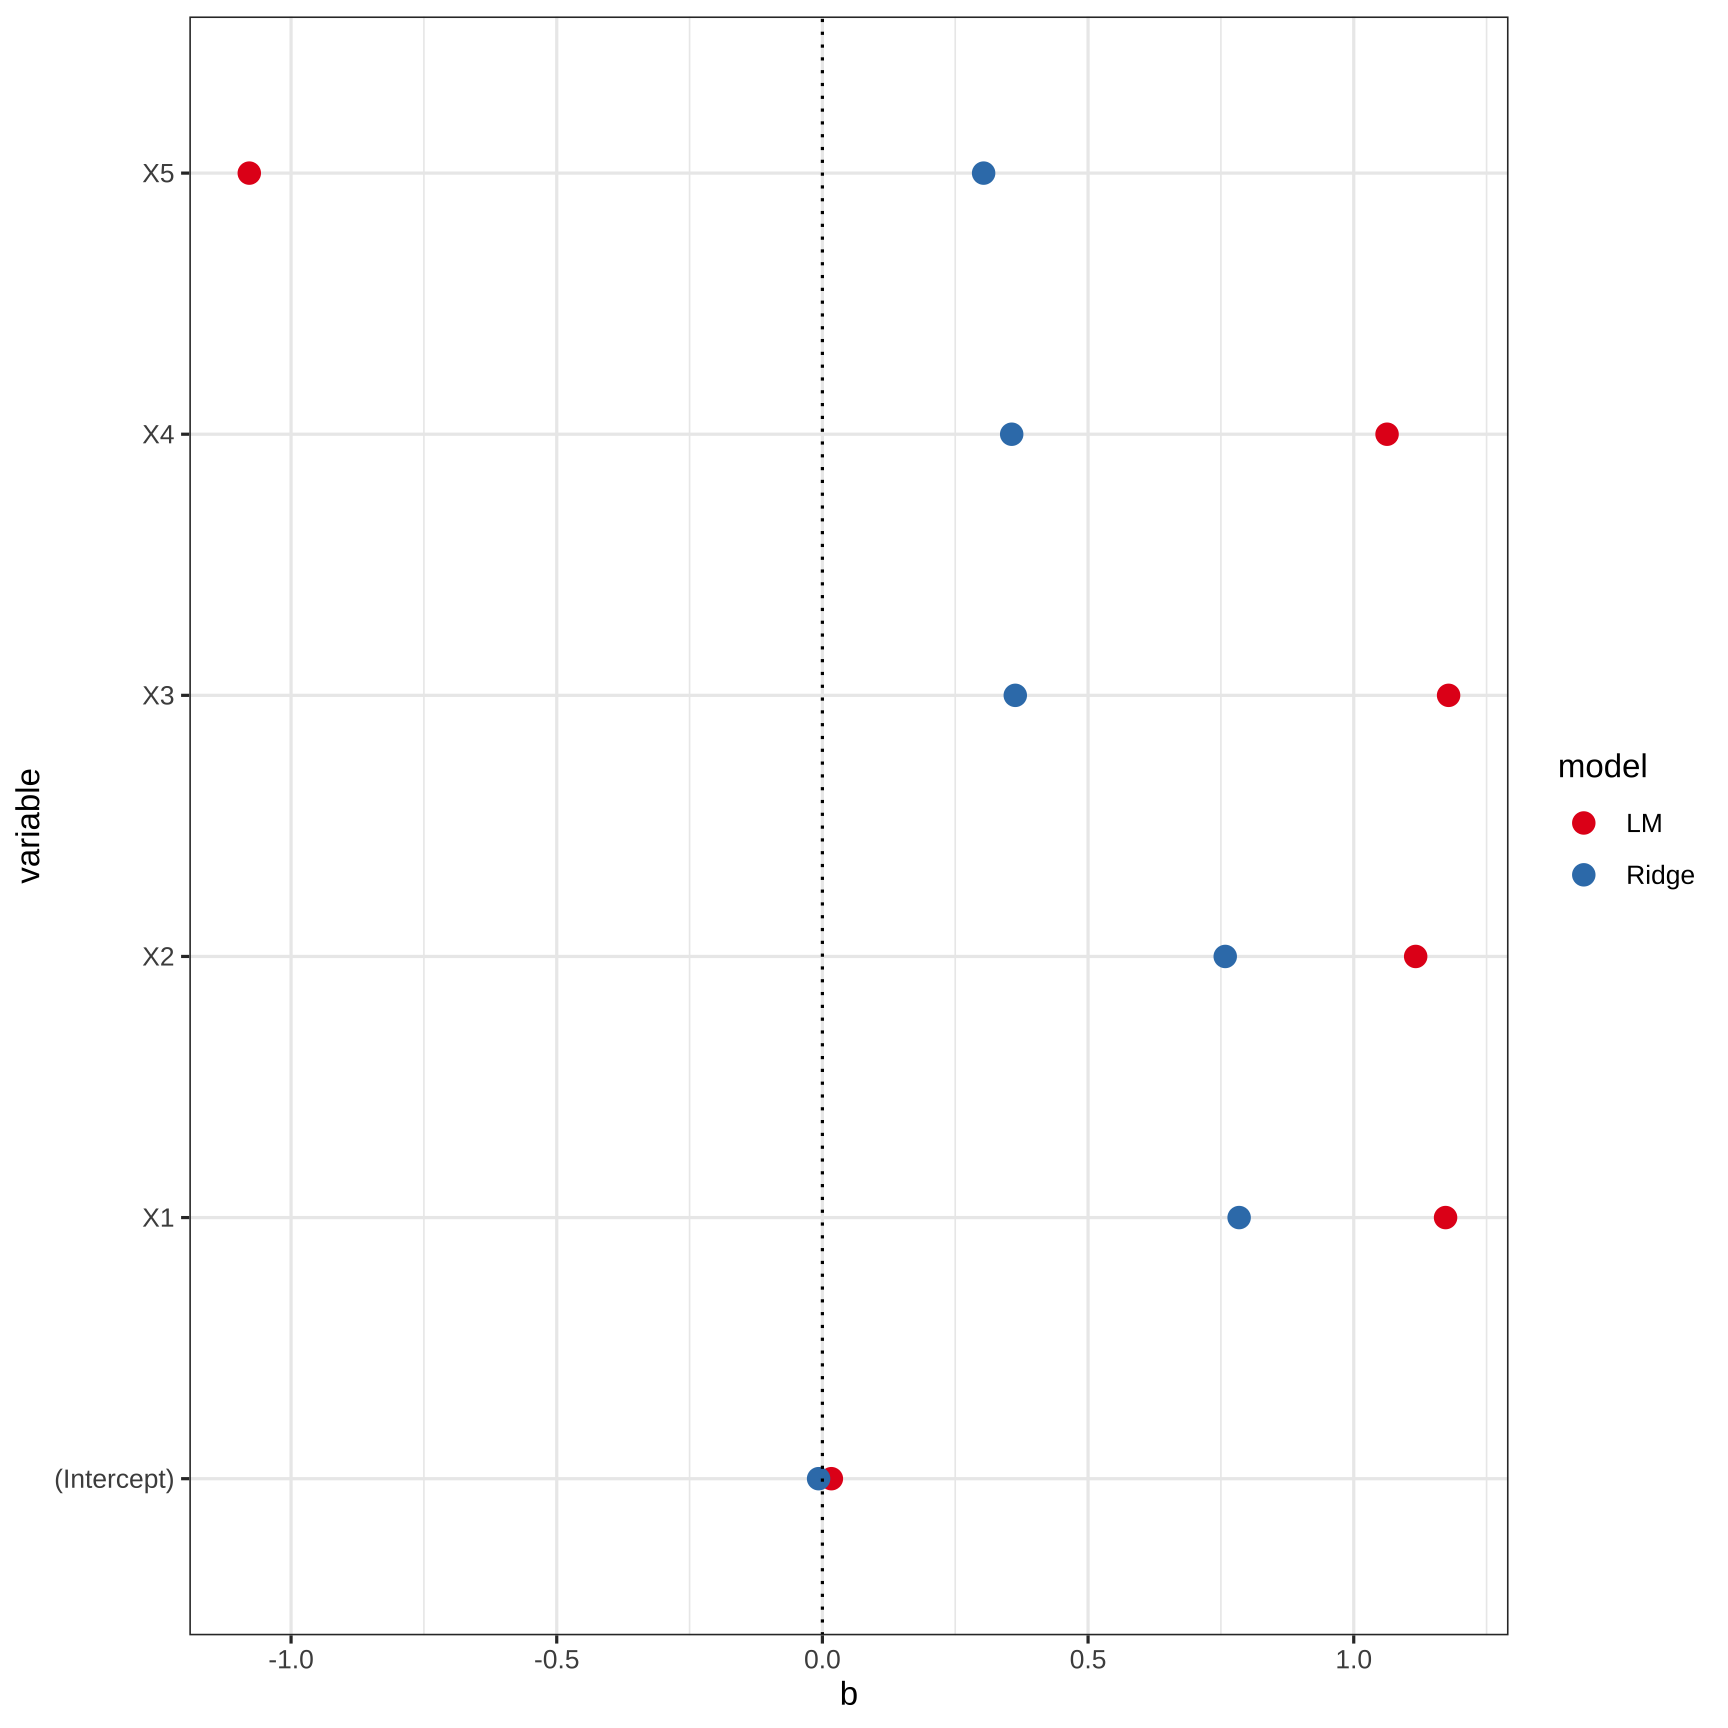 variable
X5
X4
X3
X2
X1
(Intercept)
-1.0 -0.5 0.0 0.5 1.0
b
model
LM
Ridge